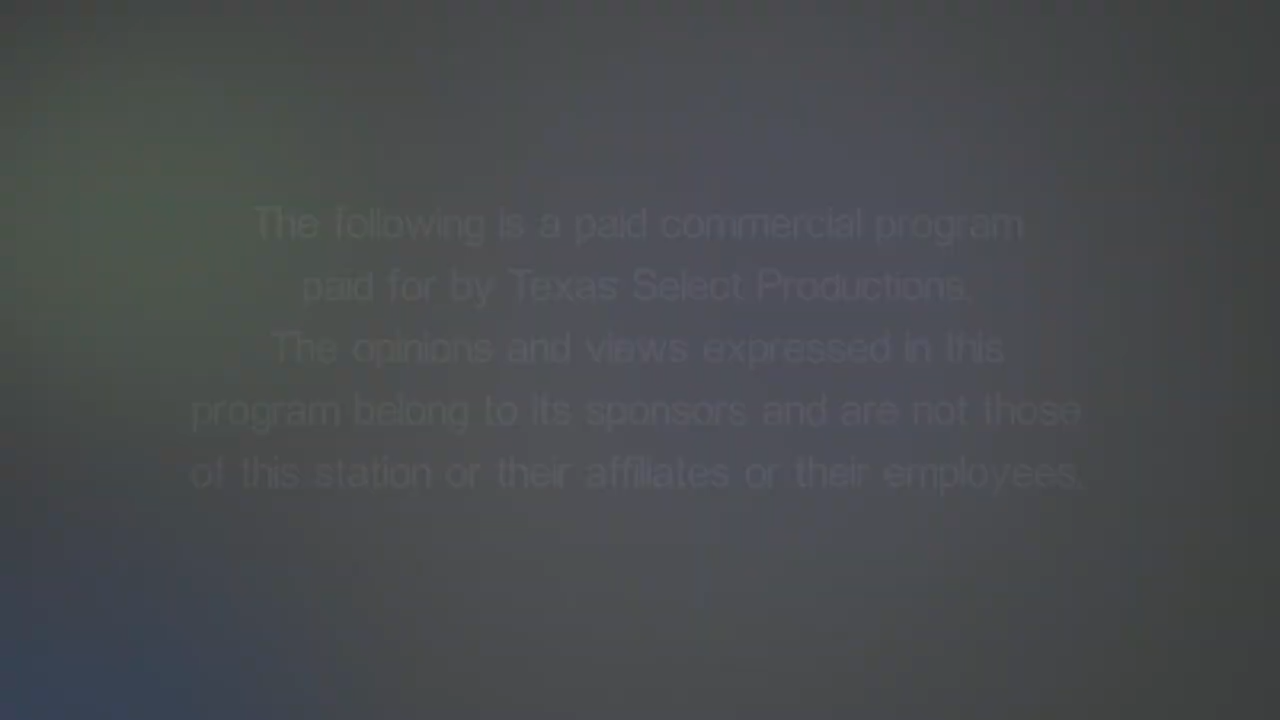 The following is a paid commercial program
paid for by Texas Select Productions.
The opinions and views expressed in this
program belong to its sponsors and are not those
of this station or their affiliates or their employees.